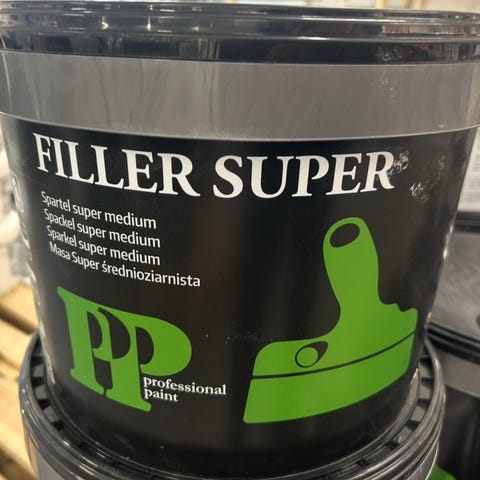 FILLER SUPER
Spartel super medium
Spackel super medium
Sparkel super medium
Masa Super średnioziarnista
PP
professional
paint